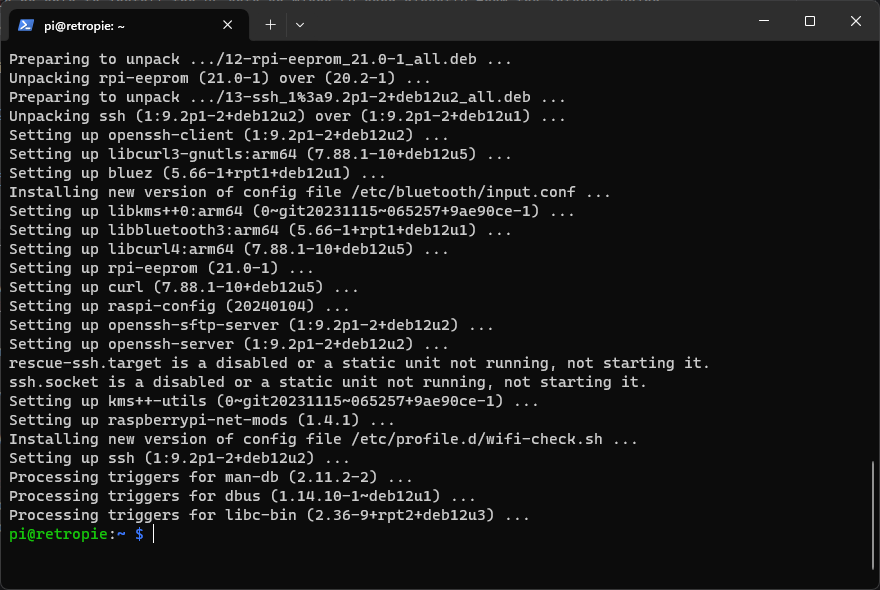 pi@retropie: ~
Preparing to unpack .../12-rpi-eeprom_21.0-1_all.deb ...
Unpacking rpi-eeprom (21.0-1) over (20.2-1) ...
Preparing to unpack .../13-ssh_1%3a9.2p1-2+deb12u2_all.deb ...
Unpacking ssh (1:9.2p1-2+deb12u2) over (1:9.2p1-2+deb12u1) ...
Setting up openssh-client (1:9.2p1-2+deb12u2) ...
Setting up libcurl3-gnutls:arm64 (7.88.1-10+deb12u5) ...
Setting up bluez (5.66-1+rpt1+deb12u1) ...
Installing new version of config file /etc/bluetooth/input.conf ...
Setting up libkms++0:arm64 (0~git20231115~065257+9ae90ce-1) ...
Setting up libbluetooth3:arm64 (5.66-1+rpt1+deb12u1) ...
Setting up libcurl4:arm64 (7.88.1-10+deb12u5) ...
Setting up rpi-eeprom (21.0-1) ...
Setting up curl (7.88.1-10+deb12u5) ...
Setting up raspi-config (20240104) ...
Setting up openssh-sftp-server (1:9.2p1-2+deb12u2) ...
Setting up openssh-server (1:9.2p1-2+deb12u2) ...
rescue-ssh.target is a disabled or a static unit not running, not starting it.
ssh.socket is a disabled or a static unit not running, not starting it.
Setting up kms++-utils (0~git20231115~065257+9ae90ce-1) ...
Setting up raspberrypi-net-mods (1.4.1) ...
Installing new version of config file /etc/profile.d/wifi-check.sh ...
Setting up ssh (1:9.2p1-2+deb12u2) ...
Processing triggers for man-db (2.11.2-2) ...
Processing triggers for dbus (1.14.10-1~deb12u1) ...
Processing triggers for libc-bin (2.36-9+rpt2+deb12u3) ...
pi@retropie:~ $